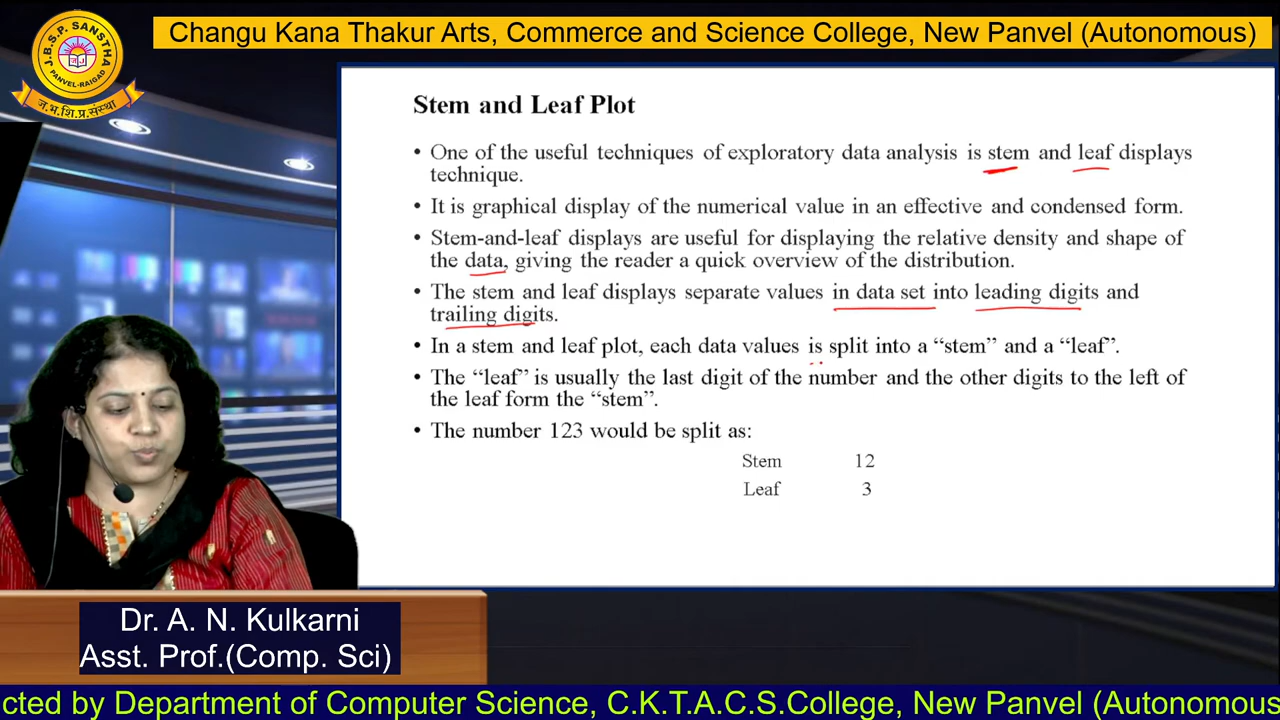 J.B.S.P. SANSTHA
PANVEL-RAIGAD
ज.भ.शि.प्र.संस्था
Changu Kana Thakur Arts, Commerce and Science College, New Panvel (Autonomous)
Stem and Leaf Plot
• One of the useful techniques of exploratory data analysis is stem and leaf displays
technique.
• It is graphical display of the numerical value in an effective and condensed form.
• Stem-and-leaf displays are useful for displaying the relative density and shape of
the data, giving the reader a quick overview of the distribution.
• The stem and leaf displays separate values in data set into leading digits and
trailing digits.
• In a stem and leaf plot, each data values is split into a “stem” and a “leaf”.
• The “leaf” is usually the last digit of the number and the other digits to the left of
the leaf form the “stem”.
• The number 123 would be split as:
Stem 12
Leaf 3
Dr. A. N. Kulkarni
Asst. Prof.(Comp. Sci)
cted by Department of Computer Science, C.K.T.A.C.S.College, New Panvel (Autonomous